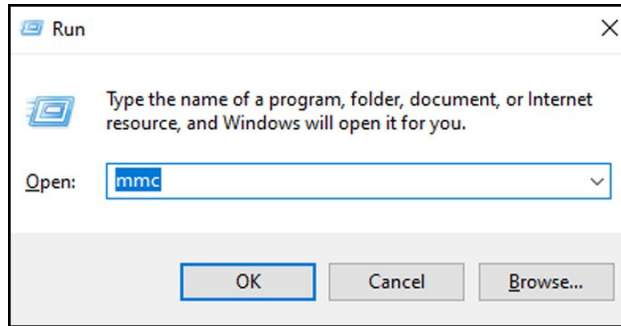 Run
Type the name of a program, folder, document, or Internet
resource, and Windows will open it for you.
Open: mmc
OK Cancel Browse...